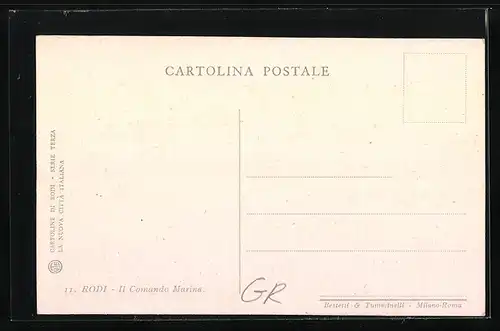 CARTOLINA POSTALE
CARTOLINE DI RODI - SERIE TERZA
LA NUOVA CITTÀ ITALIANA
11. RODI - Il Comando Marina.
GR
Bestetti & Tumminelli - Milano-Roma